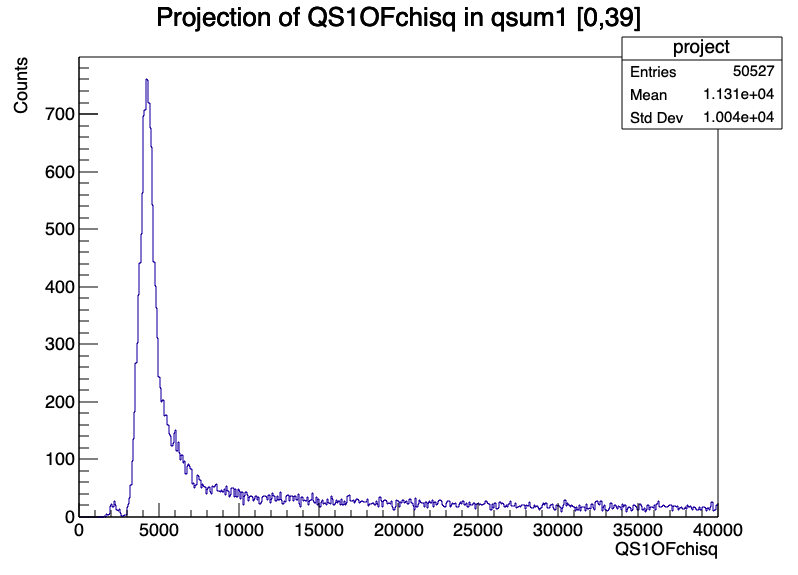 Projection of QS1OFchisq in qsum1 [0,39]
project
Entries 50527
Mean 1.131e+04
Std Dev 1.004e+04
Counts
700
600
500
400
300
200
100
0
0 5000 10000 15000 20000 25000 30000 35000 40000
QS1OFchisq